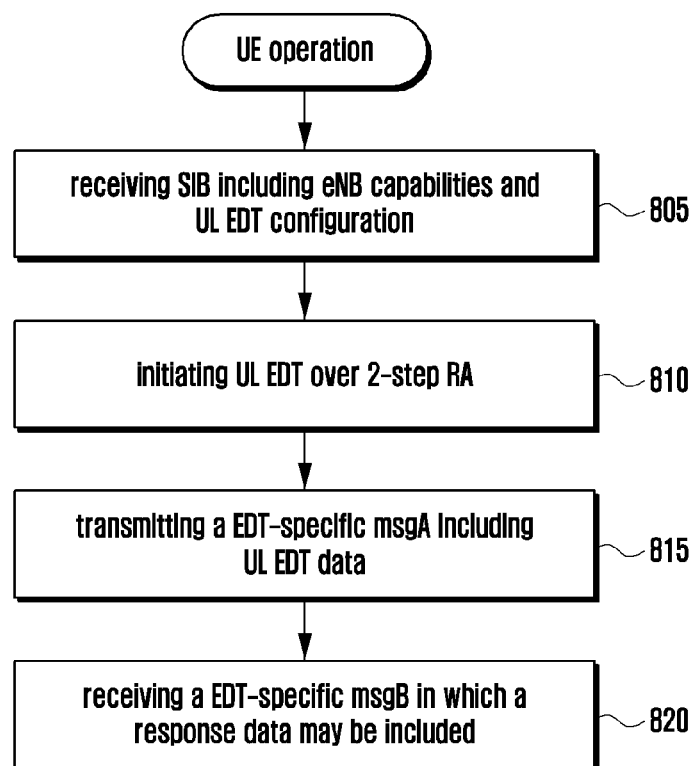 UE operation
receiving SIB including eNB capabilities and
UL EDT configuration
805
initiating UL EDT over 2-step RA
810
transmitting a EDT-specific msgA including
UL EDT data
815
receiving a EDT-specific msgB in which a
response data may be included
820